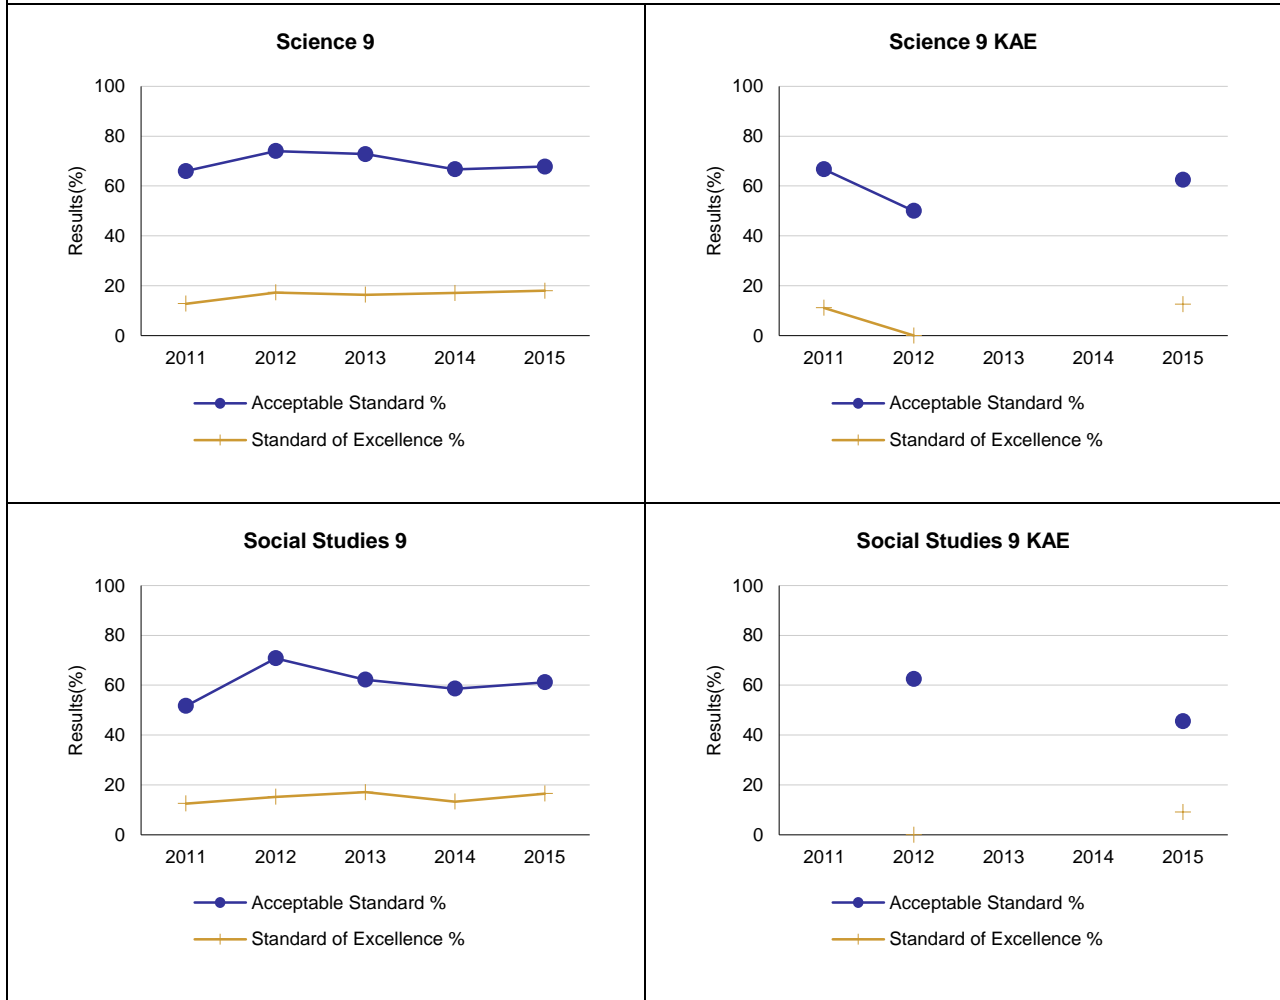 Science 9
100
80
60
40
20
0
Results(%)
2011 2012 2013 2014 2015
Acceptable Standard %
Standard of Excellence %
Science 9 KAE
100
80
60
40
20
0
Results(%)
2011 2012 2013 2014 2015
Acceptable Standard %
Standard of Excellence %
Social Studies 9
100
80
60
40
20
0
Results(%)
2011 2012 2013 2014 2015
Acceptable Standard %
Standard of Excellence %
Social Studies 9 KAE
100
80
60
40
20
0
Results(%)
2011 2012 2013 2014 2015
Acceptable Standard %
Standard of Excellence %